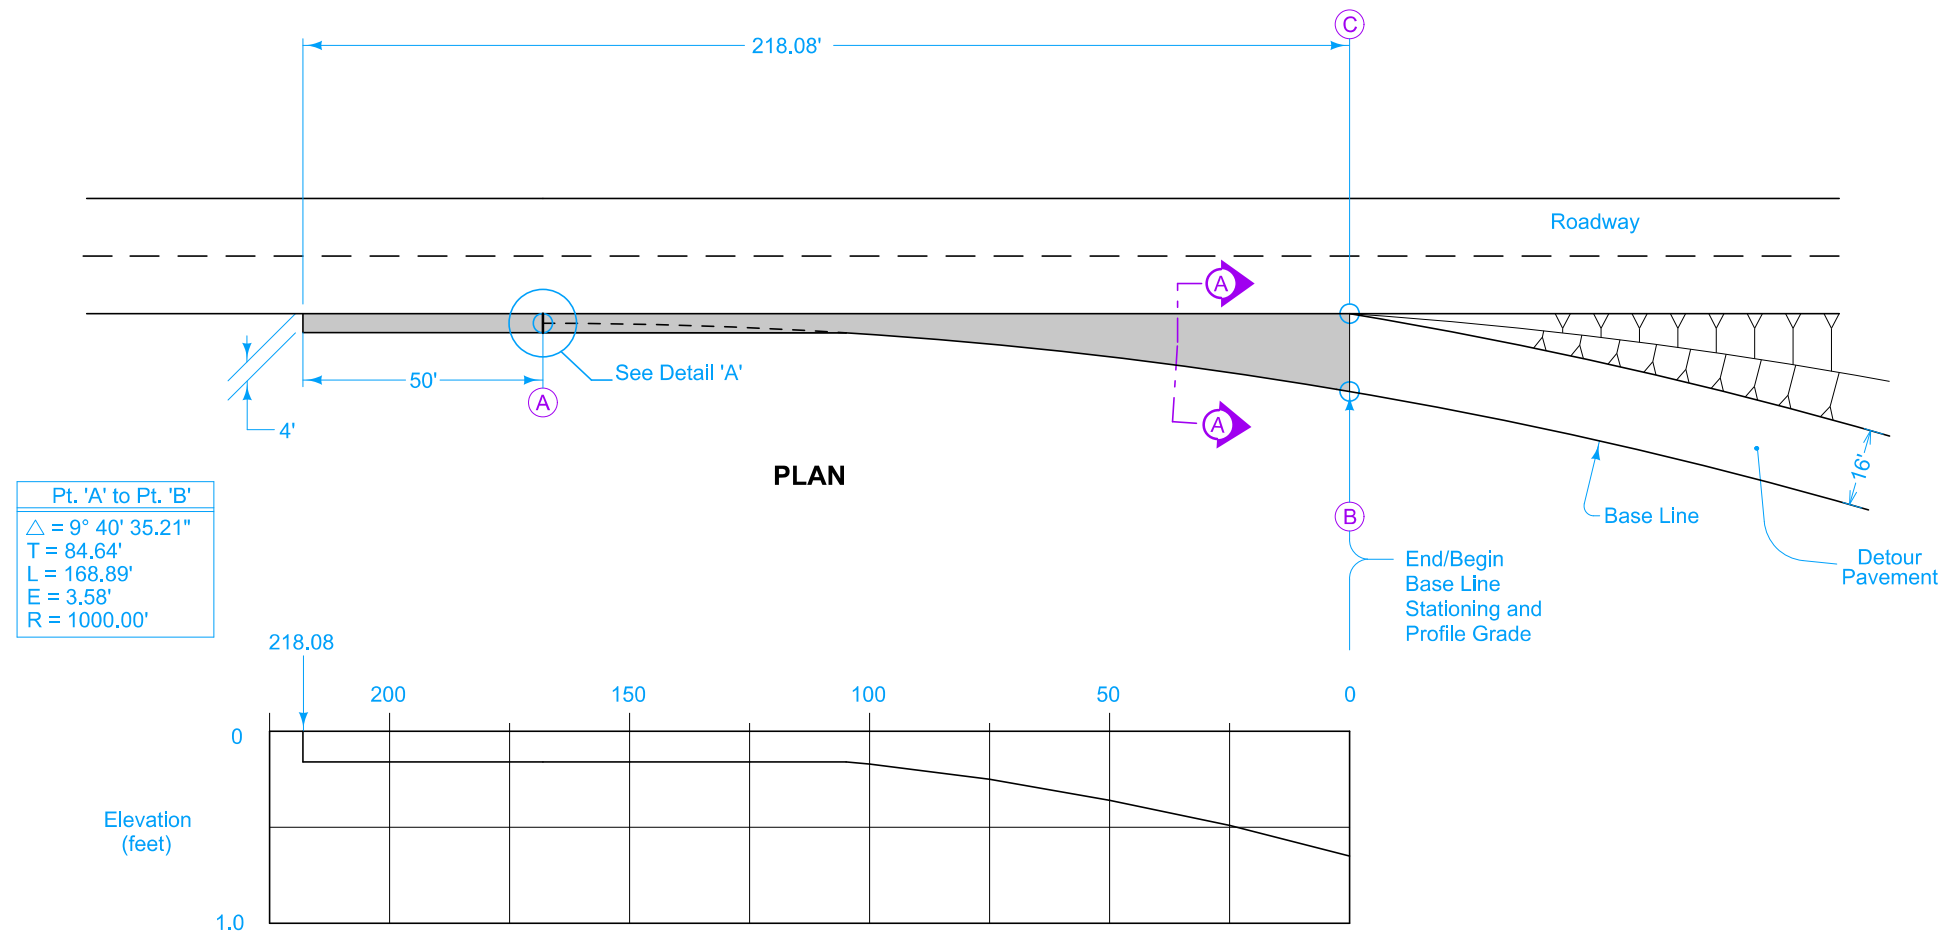 C
218.08'
Roadway
A
50'
See Detail 'A'
A
4'
A
PLAN
16'
Pt. 'A' to Pt. 'B'
△ = 9° 40' 35.21"
T = 84.64'
L = 168.89'
E = 3.58'
R = 1000.00'
B
Base Line
End/Begin
Base Line
Stationing and
Profile Grade
Detour
Pavement
218.08
200 150 100 50 0
0
Elevation
(feet)
1.0